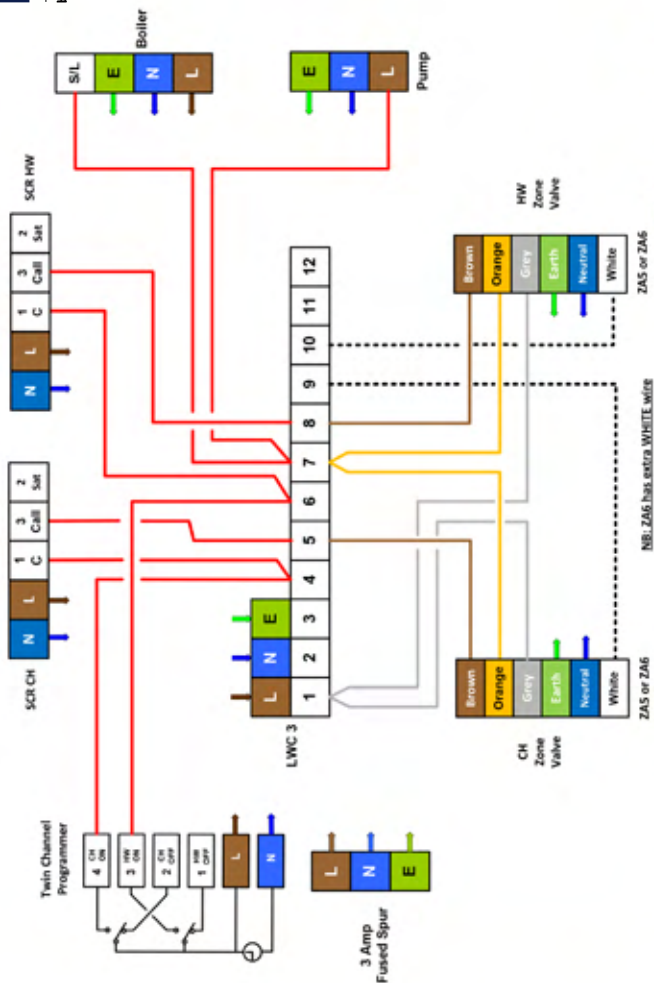 Boiler
S/L
E
N
L
E
N
L
Pump
SCR HW
N
L
1
C
3
Call
2
Sat
SCR CH
N
L
1
C
3
Call
2
Sat
Twin Channel
Programmer
4 CH
ON
3 HW
ON
2 CH
OFF
1 HW
OFF
L
N
L
LWC 3
L
N
E
1 2 3 4 5 6 7 8 9 10 11 12
3 Amp
Fused Spur
L
N
E
CH
Zone
Valve
Brown
Orange
Grey
Earth
Neutral
White
ZA5 or ZA6
HW
Zone
Valve
Brown
Orange
Grey
Earth
Neutral
White
ZA5 or ZA6
NB: ZA6 has extra WHITE wire